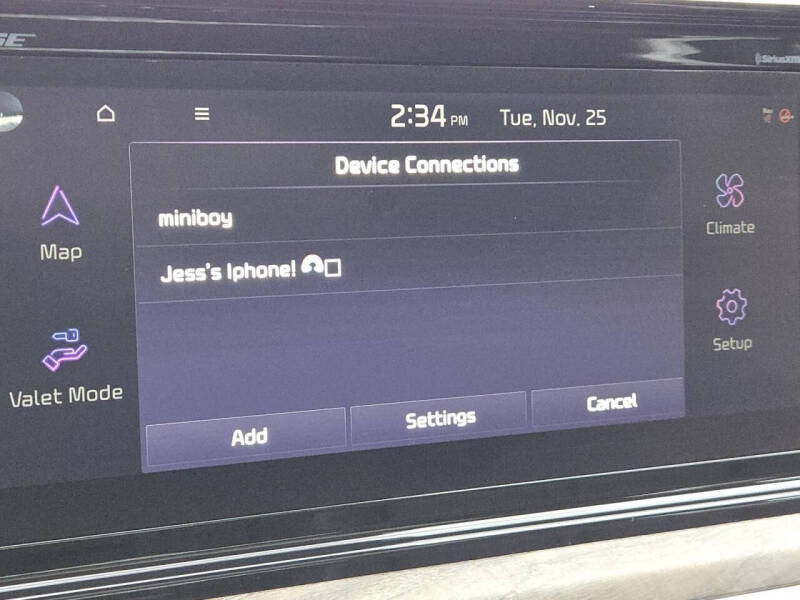 SiriusXM
2:34 PM Tue, Nov. 25
Device Connections
miniboy
Jess's Iphone! □
Map
Valet Mode
Climate
Setup
Add
Settings
Cancel